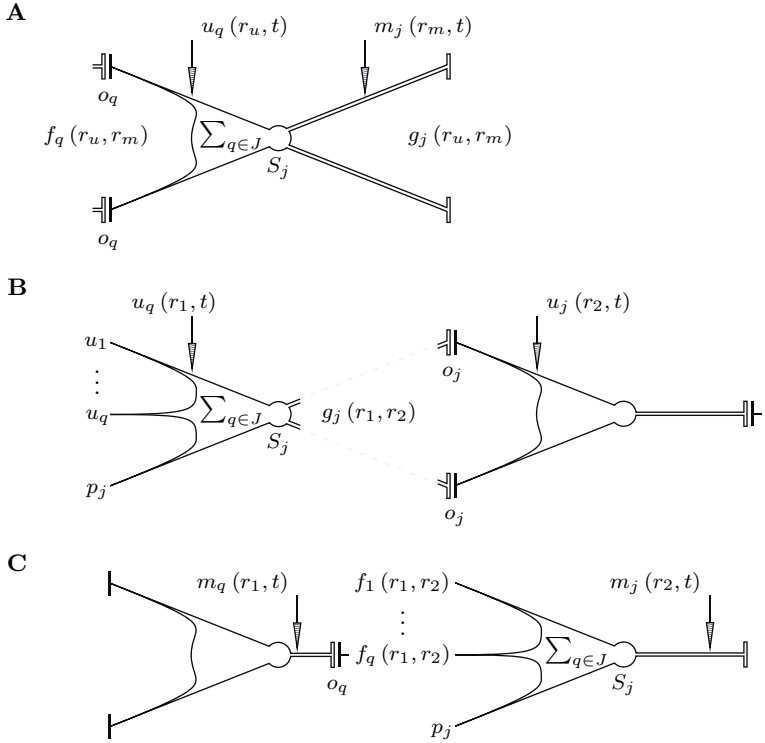 A
u_q (r_u, t)
m_j (r_m, t)
o_q
f_q (r_u, r_m)
∑_{q∈J}
g_j (r_u, r_m)
S_j
o_q
B
u_q (r_1, t)
u_j (r_2, t)
u_1
⋮
o_j
u_q
∑_{q∈J}
g_j (r_1, r_2)
S_j
p_j
o_j
C
m_q (r_1, t)
f_1 (r_1, r_2)
m_j (r_2, t)
⋮
f_q (r_1, r_2)
∑_{q∈J}
o_q
S_j
p_j